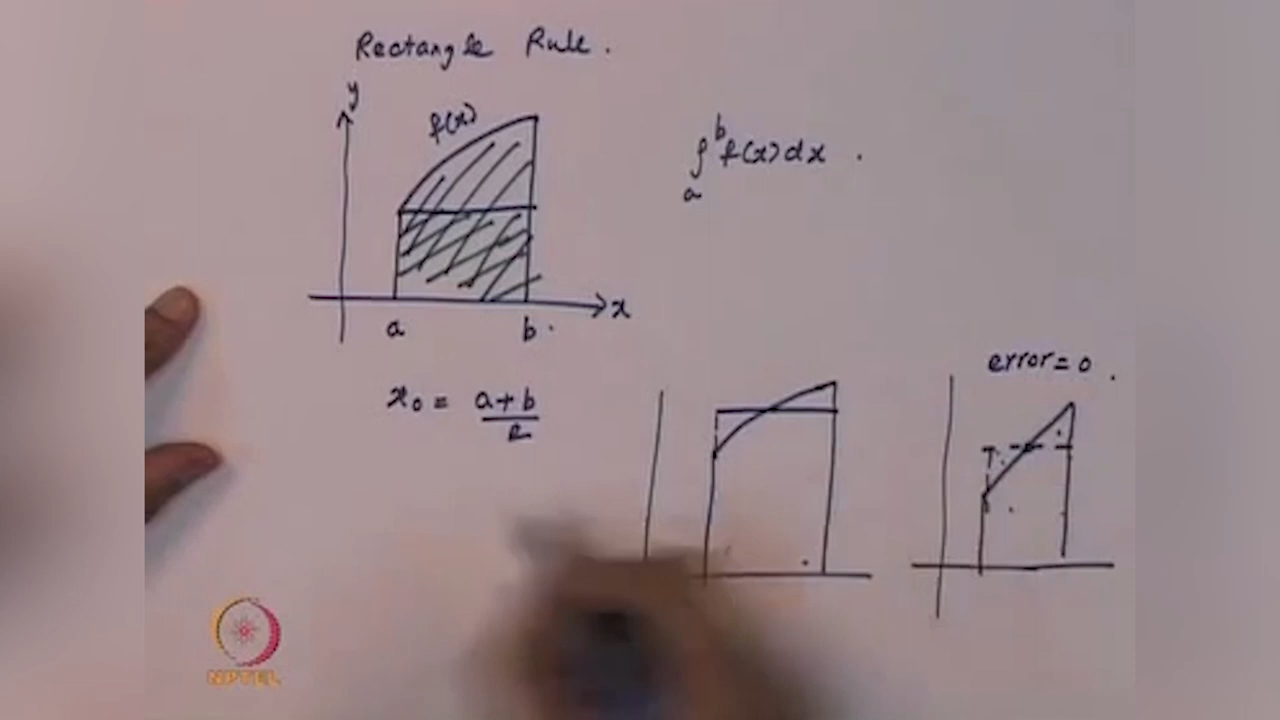 Rectangle Rule.
y
f(x)
∫ₐᵇ f(x)dx .
x
a
b.
x₀ = (a+b)/2
error=0 .
NPTEL